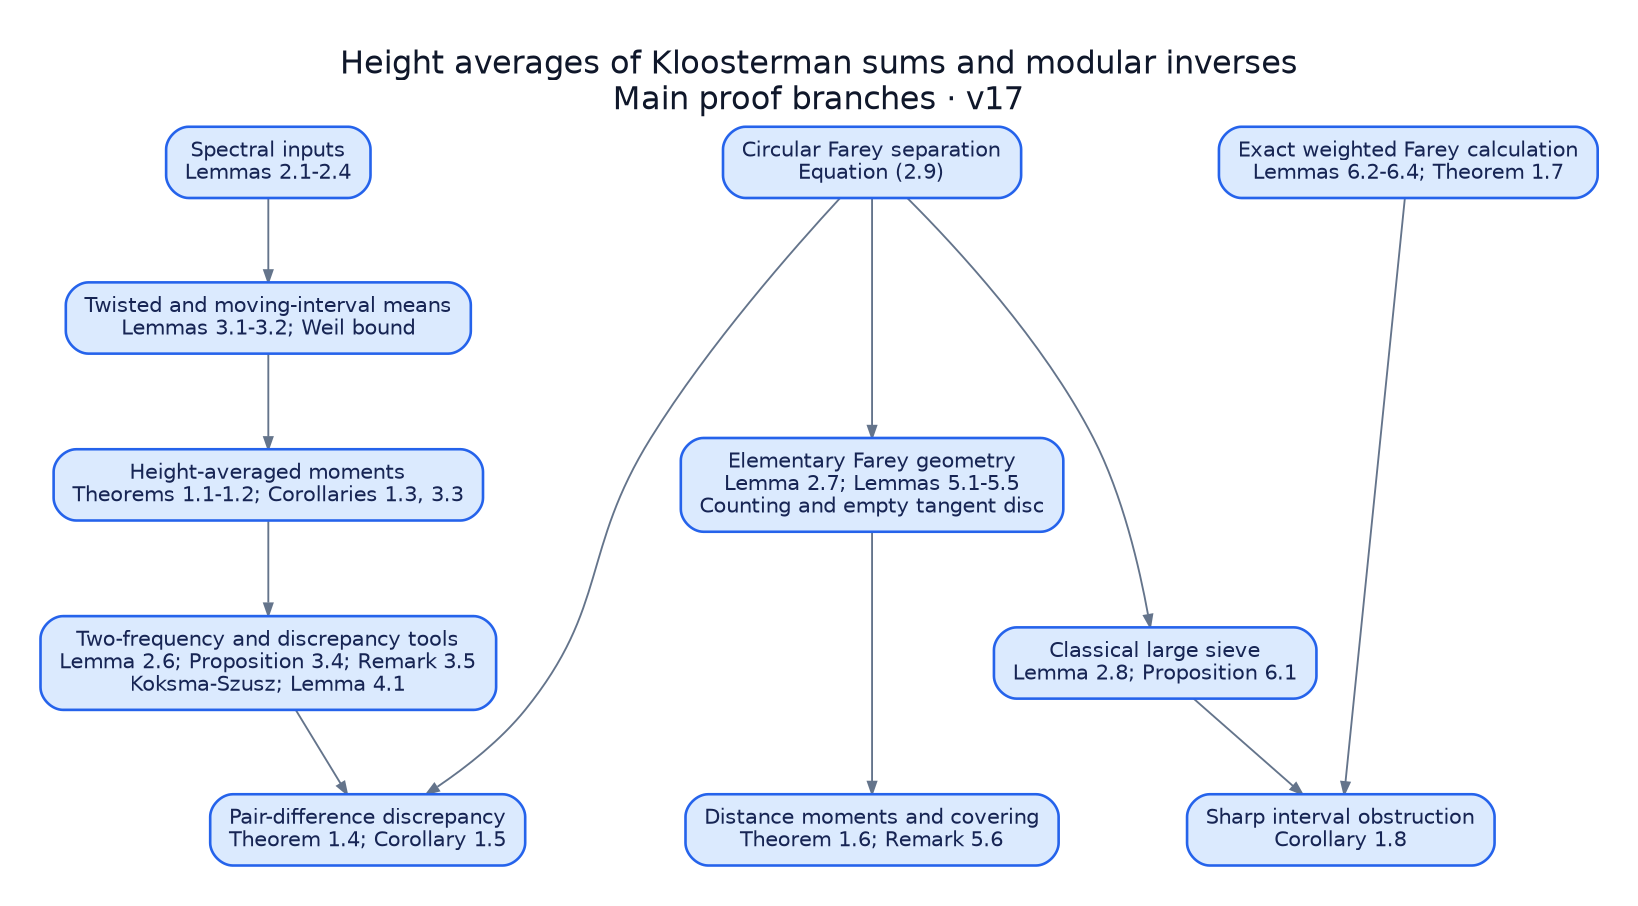 Height averages of Kloosterman sums and modular inverses
Main proof branches · v17
Spectral inputs
Lemmas 2.1-2.4
Circular Farey separation
Equation (2.9)
Exact weighted Farey calculation
Lemmas 6.2-6.4; Theorem 1.7
Twisted and moving-interval means
Lemmas 3.1-3.2; Weil bound
Height-averaged moments
Theorems 1.1-1.2; Corollaries 1.3, 3.3
Elementary Farey geometry
Lemma 2.7; Lemmas 5.1-5.5
Counting and empty tangent disc
Two-frequency and discrepancy tools
Lemma 2.6; Proposition 3.4; Remark 3.5
Koksma-Szusz; Lemma 4.1
Classical large sieve
Lemma 2.8; Proposition 6.1
Pair-difference discrepancy
Theorem 1.4; Corollary 1.5
Distance moments and covering
Theorem 1.6; Remark 5.6
Sharp interval obstruction
Corollary 1.8